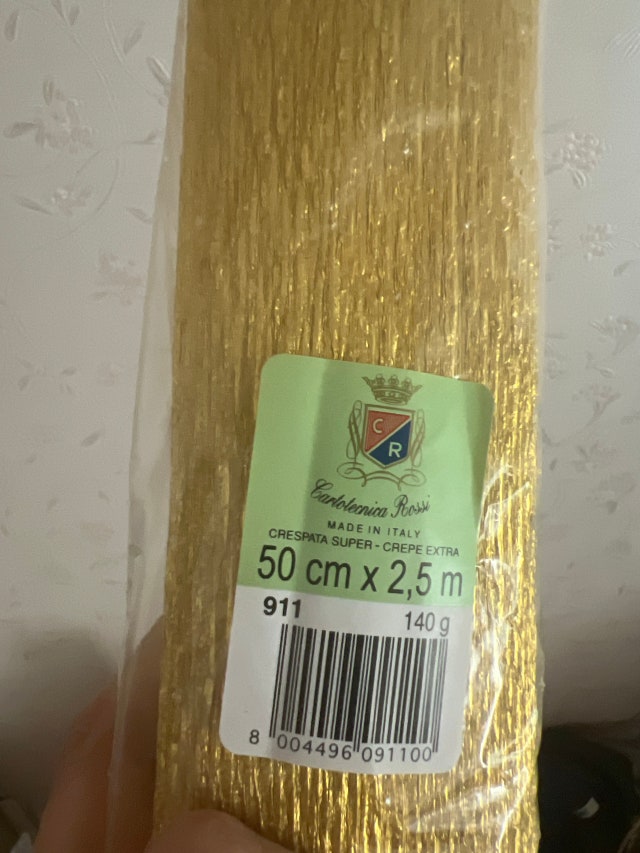 C
R
Cartotecnica Rossi
MADE IN ITALY
CRESPATA SUPER - CREPE EXTRA
50 cm x 2,5 m
911 140 g
8 004496 091100